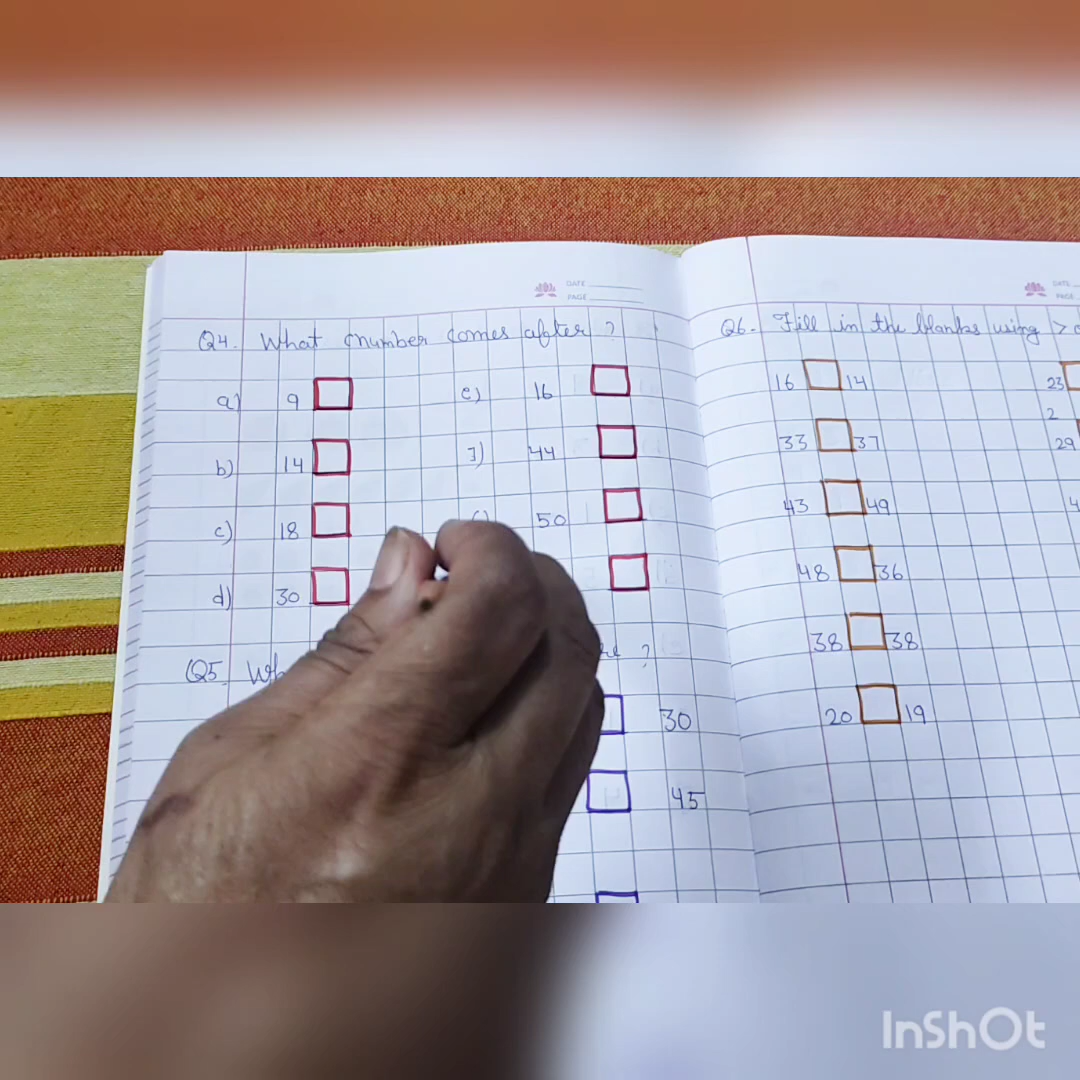 DATE
PAGE
Q4. What number comes after ?
a) 9
e) 16
b) 14
f) 44
c) 18
50
d) 30
Q5. Wh
?
30
45
DATE
PAGE
Q6. Fill in the blanks using >
16 14
23
2
33 37
29
43 49
4
48 36
38 38
20 19
InShOt